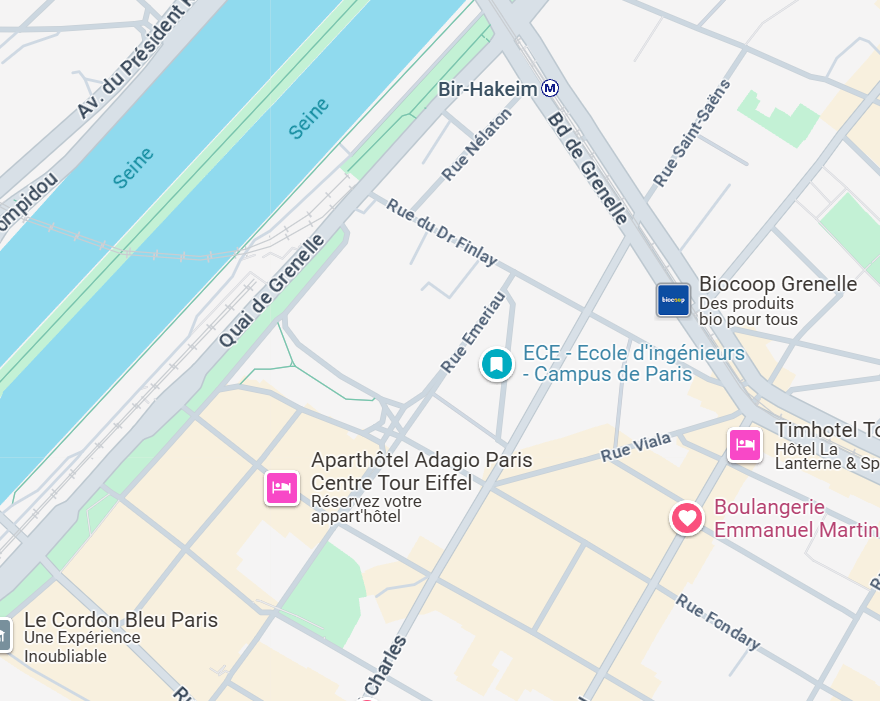 Av. du Président
Bir-Hakeim
M
Seine
Seine
Rue Nélaton
Bd de Grenelle
Rue Saint-Saëns
ompidou
Rue du Dr Finlay
Quai de Grenelle
Biocoop Grenelle
Des produits
bio pour tous
biocoop
Rue Emeriau
ECE - Ecole d'ingénieurs
- Campus de Paris
Timhotel To
Hôtel La
Lanterne & Sp
Rue Viala
Aparthôtel Adagio Paris
Centre Tour Eiffel
Réservez votre
appart'hôtel
Boulangerie
Emmanuel Martin
Rue Fondary
Le Cordon Bleu Paris
Une Expérience
Inoubliable
Charles